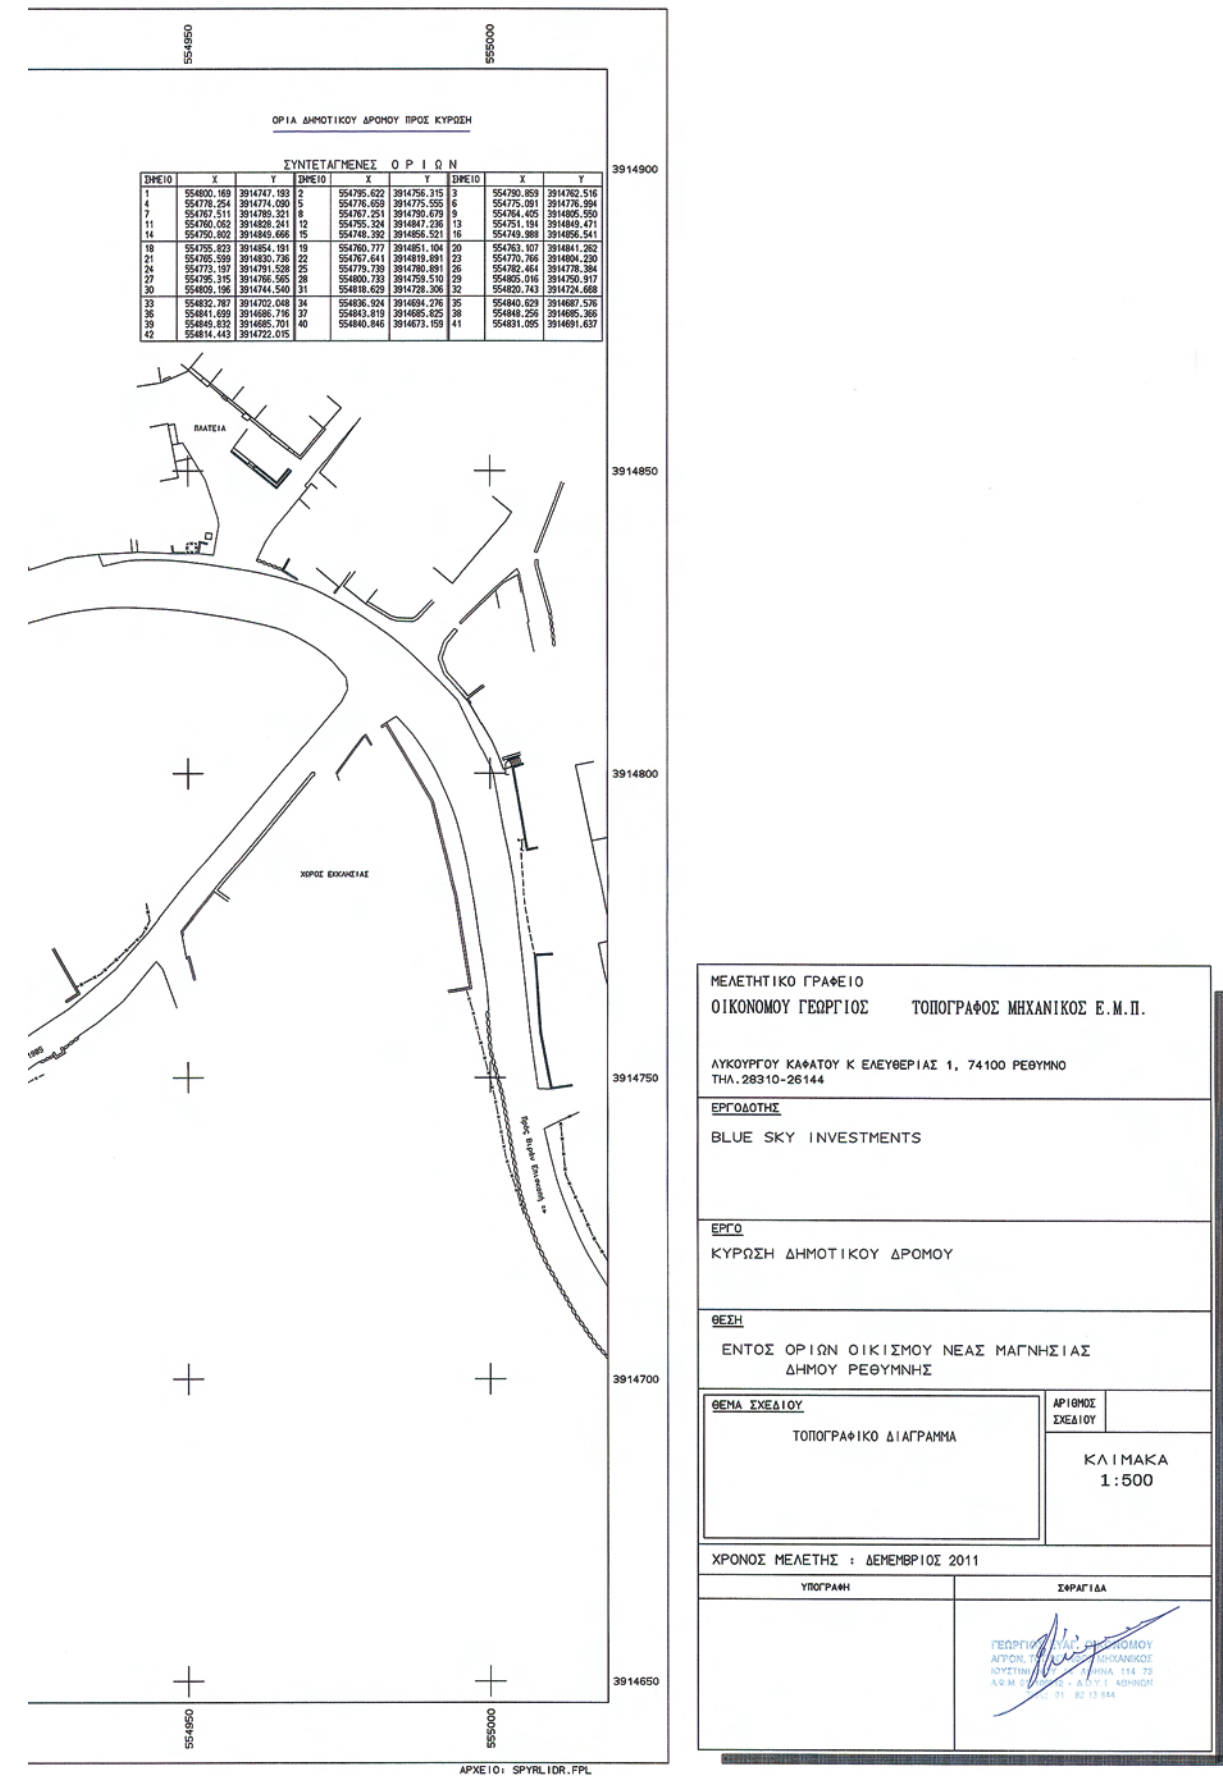 554950 555000
ΟΡΙΑ ΔΗΜΟΤΙΚΟΥ ΔΡΟΜΟΥ ΠΡΟΣ ΚΥΡΩΣΗ
ΣΥΝΤΕΤΑΓΜΕΝΕΣ Ο Ρ Ι Ω Ν
ΣΗΜΕΙΟ X Y ΣΗΜΕΙΟ X Y ΣΗΜΕΙΟ X Y
1 554800.169 3914747.193 2 554795.622 3914756.315 3 554790.859 3914762.516
4 554778.254 3914774.090 5 554776.659 3914775.555 6 554775.091 3914776.994
7 554767.511 3914789.321 8 554767.251 3914790.679 9 554764.405 3914805.550
11 554760.062 3914828.241 12 554755.324 3914847.236 13 554751.194 3914849.471
14 554750.802 3914849.666 15 554748.392 3914856.521 16 554749.988 3914856.541
18 554755.823 3914854.191 19 554760.777 3914851.104 20 554763.107 3914841.262
21 554765.599 3914830.736 22 554767.641 3914819.891 23 554770.766 3914804.230
24 554773.197 3914791.528 25 554779.739 3914780.891 26 554782.464 3914778.384
27 554795.315 3914766.565 28 554800.733 3914759.510 29 554805.016 3914750.917
30 554809.196 3914744.540 31 554818.629 3914728.306 32 554820.743 3914724.668
33 554832.787 3914702.048 34 554836.924 3914694.276 35 554840.629 3914687.576
36 554841.699 3914686.716 37 554843.819 3914685.825 38 554848.256 3914685.366
39 554849.832 3914685.701 40 554840.846 3914673.159 41 554831.095 3914691.637
42 554814.443 3914722.015
3914900
ΠΛΑΤΕΙΑ
3914850
3914800
ΧΩΡΟΣ ΕΚΚΛΗΣΙΑΣ
3914750
Πρός Βιράν Επισκοπή
3914700
3914650
554950 555000
ΑΡΧΕΙΟ: SPYRLIDR.FPL
ΜΕΛΕΤΗΤΙΚΟ ΓΡΑΦΕΙΟ
ΟΙΚΟΝΟΜΟΥ ΓΕΩΡΓΙΟΣ ΤΟΠΟΓΡΑΦΟΣ ΜΗΧΑΝΙΚΟΣ Ε.Μ.Π.
ΛΥΚΟΥΡΓΟΥ ΚΑΦΑΤΟΥ Κ ΕΛΕΥΘΕΡΙΑΣ 1, 74100 ΡΕΘΥΜΝΟ
ΤΗΛ.28310-26144
ΕΡΓΟΔΟΤΗΣ
BLUE SKY INVESTMENTS
ΕΡΓΟ
ΚΥΡΩΣΗ ΔΗΜΟΤΙΚΟΥ ΔΡΟΜΟΥ
ΘΕΣΗ
ΕΝΤΟΣ ΟΡΙΩΝ ΟΙΚΙΣΜΟΥ ΝΕΑΣ ΜΑΓΝΗΣΙΑΣ
ΔΗΜΟΥ ΡΕΘΥΜΝΗΣ
ΘΕΜΑ ΣΧΕΔΙΟΥ
ΤΟΠΟΓΡΑΦΙΚΟ ΔΙΑΓΡΑΜΜΑ
ΑΡΙΘΜΟΣ
ΣΧΕΔΙΟΥ
ΚΛΙΜΑΚΑ
1:500
ΧΡΟΝΟΣ ΜΕΛΕΤΗΣ : ΔΕΜΕΜΒΡΙΟΣ 2011
ΥΠΟΓΡΑΦΗ ΣΦΡΑΓΙΔΑ